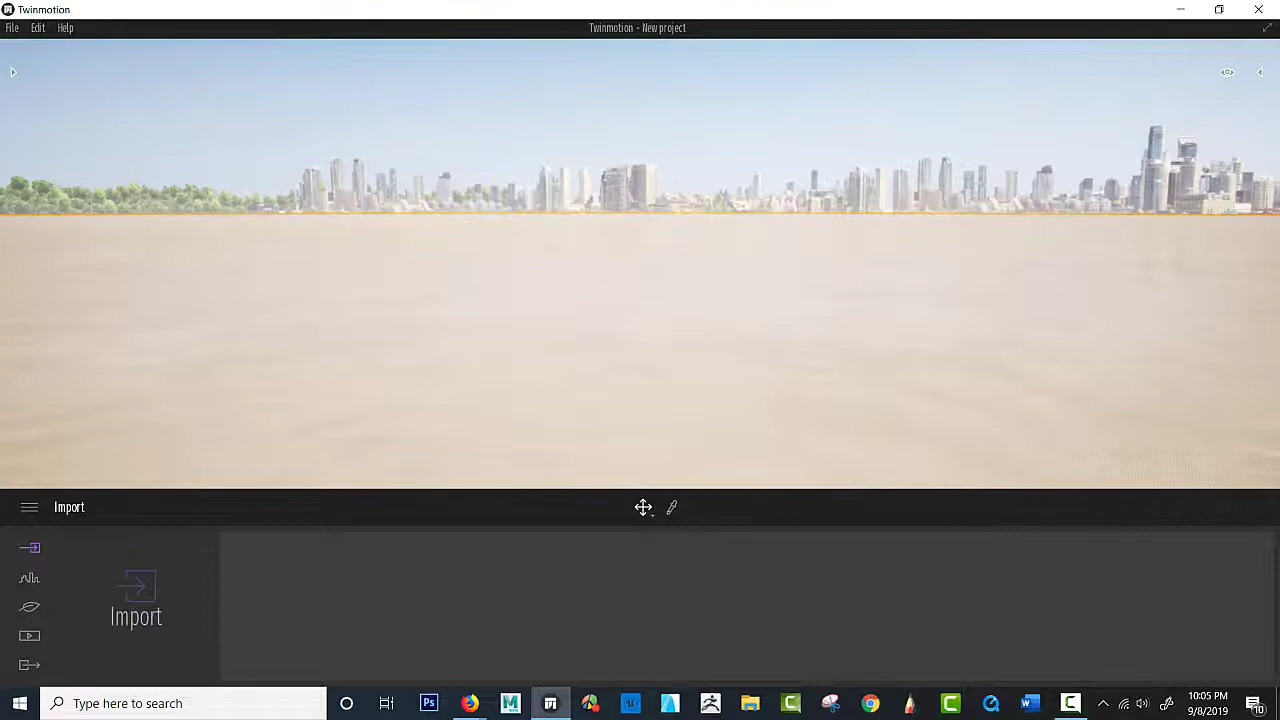 Twinmotion
File Edit Help
Twinmotion - New project
Import
Import
Type here to search
Ps
M
W
10:05 PM
9/8/2019